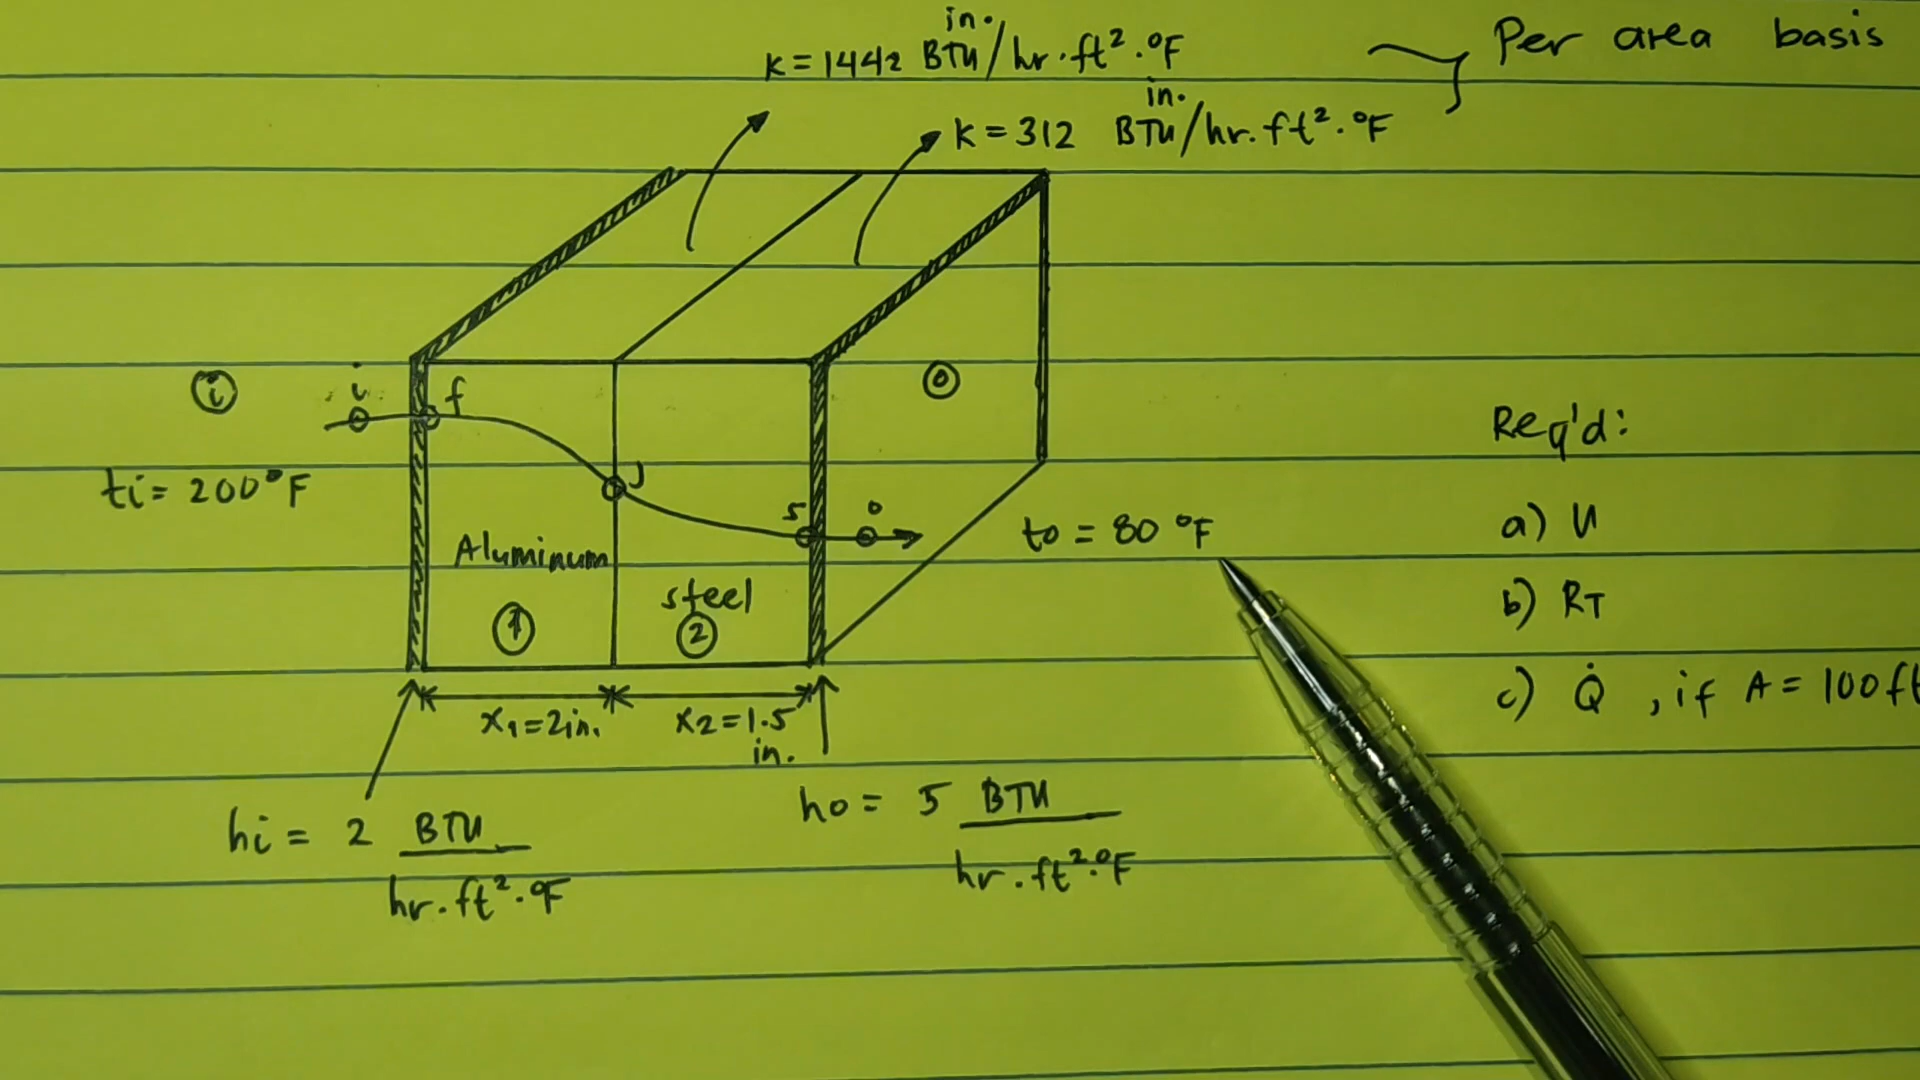 in.
k = 1442 BTU/hr.ft².°F
Per area basis
in.
k = 312 BTU/hr.ft².°F
i
i
f
o
ti = 200°F
J
s
o
to = 80 °F
Aluminum
steel
1
2
x1 = 2in.
x2 = 1.5
in.
hi = 2 BTU
hr.ft².°F
ho = 5 BTU
hr.ft².°F
Req'd:
a) U
b) RT
c) Q̇ , if A = 100ft